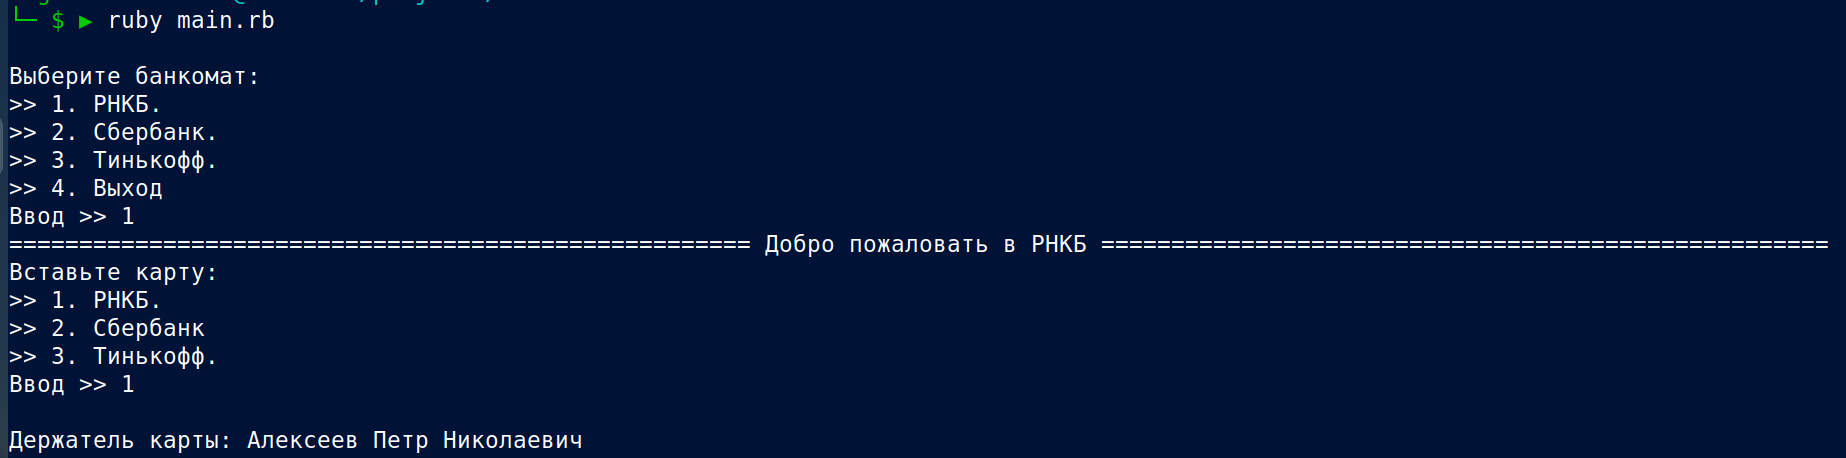 └─ $ ▶ ruby main.rb
Выберите банкомат:
>> 1. РНКБ.
>> 2. Сбербанк.
>> 3. Тинькофф.
>> 4. Выход
Ввод >> 1
===================================================== Добро пожаловать в РНКБ ====================================================
Вставьте карту:
>> 1. РНКБ.
>> 2. Сбербанк
>> 3. Тинькофф.
Ввод >> 1
Держатель карты: Алексеев Петр Николаевич